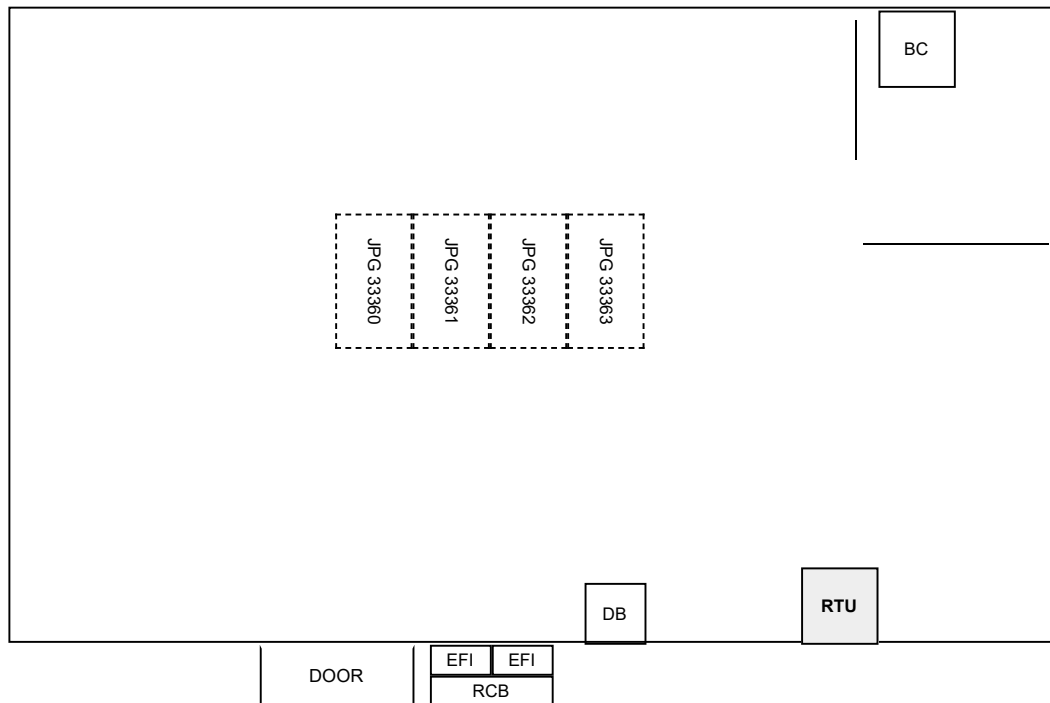 BC
JPG 33360
JPG 33361
JPG 33362
JPG 33363
DB
RTU
DOOR
EFI
EFI
RCB